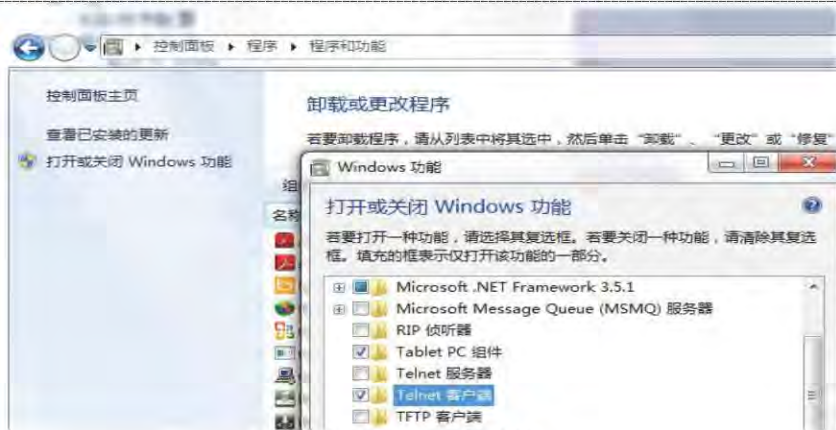 控制面板 ▸ 程序 ▸ 程序和功能
控制面板主页
查看已安装的更新
打开或关闭 Windows 功能
卸载或更改程序
若要卸载程序，请从列表中将其选中，然后单击“卸载”、“更改”或“修复
组
名称
Windows 功能
打开或关闭 Windows 功能
若要打开一种功能，请选择其复选框。若要关闭一种功能，请清除其复选
框。填充的框表示仅打开该功能的一部分。
Microsoft .NET Framework 3.5.1
Microsoft Message Queue (MSMQ) 服务器
RIP 侦听器
Tablet PC 组件
Telnet 服务器
Telnet 客户端
TFTP 客户端